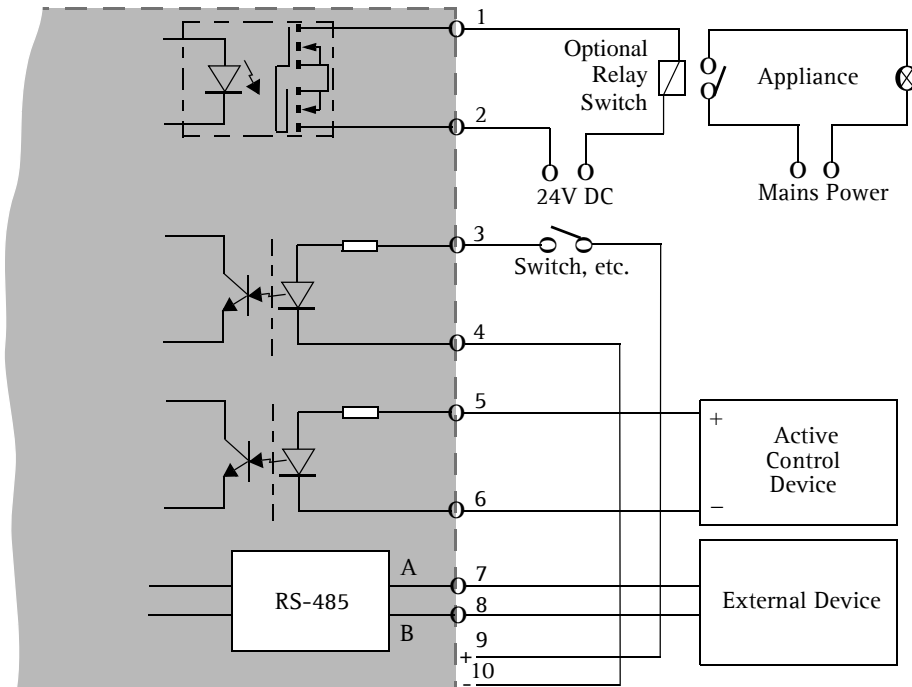 1
Optional
Relay
Switch
Appliance
2
24V DC
Mains Power
3
Switch, etc.
4
5
+
Active
Control
Device
6
–
A
7
RS-485
External Device
8
B
9
+
10
-